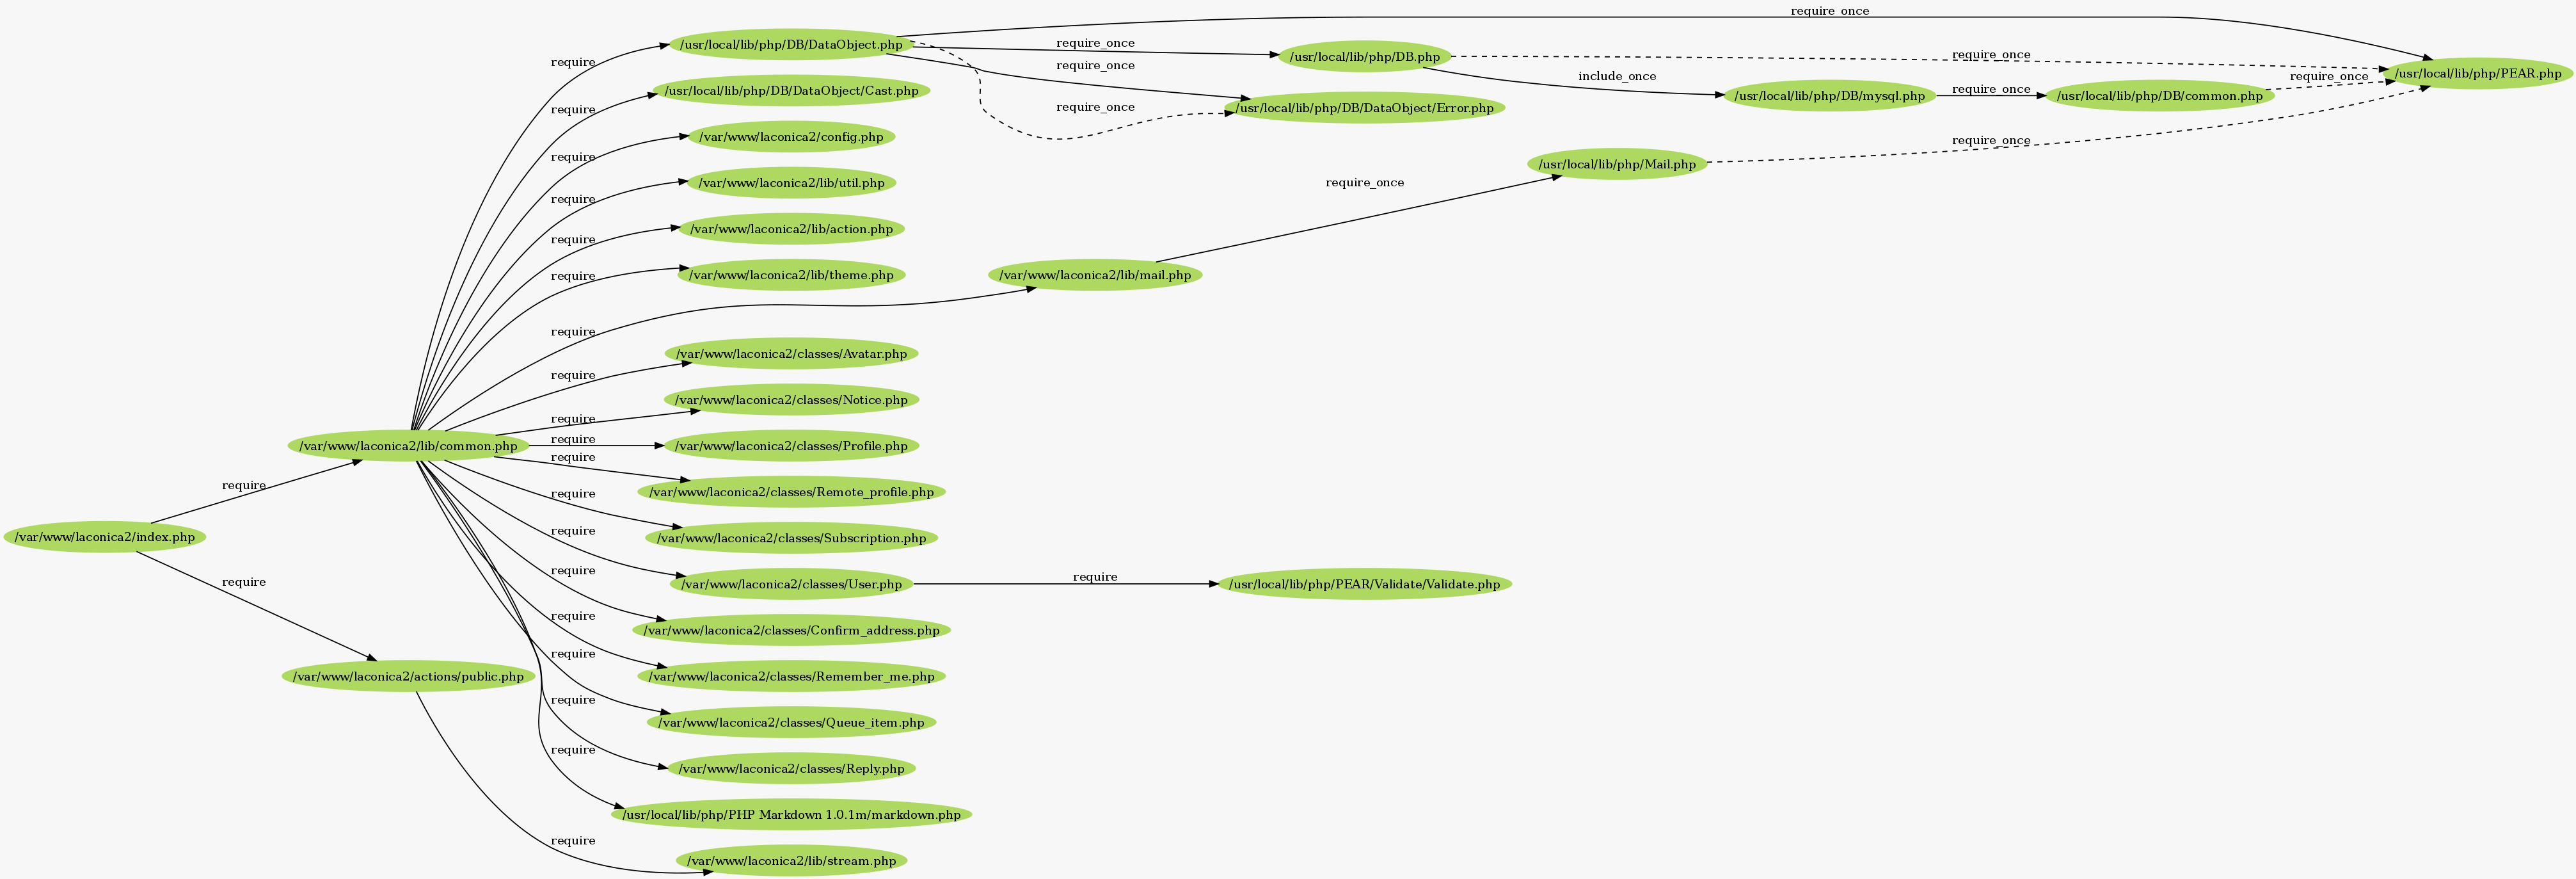 require_once
/usr/local/lib/php/DB/DataObject.php
require_once
require
/usr/local/lib/php/DB.php
require_once
require_once
/usr/local/lib/php/PEAR.php
include_once
require_once
/usr/local/lib/php/DB/DataObject/Cast.php
require_once
/usr/local/lib/php/DB/mysql.php
/usr/local/lib/php/DB/common.php
require
require_once
/usr/local/lib/php/DB/DataObject/Error.php
/var/www/laconica2/config.php
require_once
require
/usr/local/lib/php/Mail.php
/var/www/laconica2/lib/util.php
require_once
require
/var/www/laconica2/lib/action.php
require
/var/www/laconica2/lib/theme.php
require
/var/www/laconica2/lib/mail.php
require
/var/www/laconica2/classes/Avatar.php
require
/var/www/laconica2/classes/Notice.php
require
require
/var/www/laconica2/lib/common.php
/var/www/laconica2/classes/Profile.php
require
require
/var/www/laconica2/classes/Remote_profile.php
require
require
/var/www/laconica2/index.php
/var/www/laconica2/classes/Subscription.php
require
require
require
/var/www/laconica2/classes/User.php
/usr/local/lib/php/PEAR/Validate/Validate.php
require
require
/var/www/laconica2/classes/Confirm_address.php
require
/var/www/laconica2/actions/public.php
/var/www/laconica2/classes/Remember_me.php
require
/var/www/laconica2/classes/Queue_item.php
require
/var/www/laconica2/classes/Reply.php
/usr/local/lib/php/PHP Markdown 1.0.1m/markdown.php
require
/var/www/laconica2/lib/stream.php